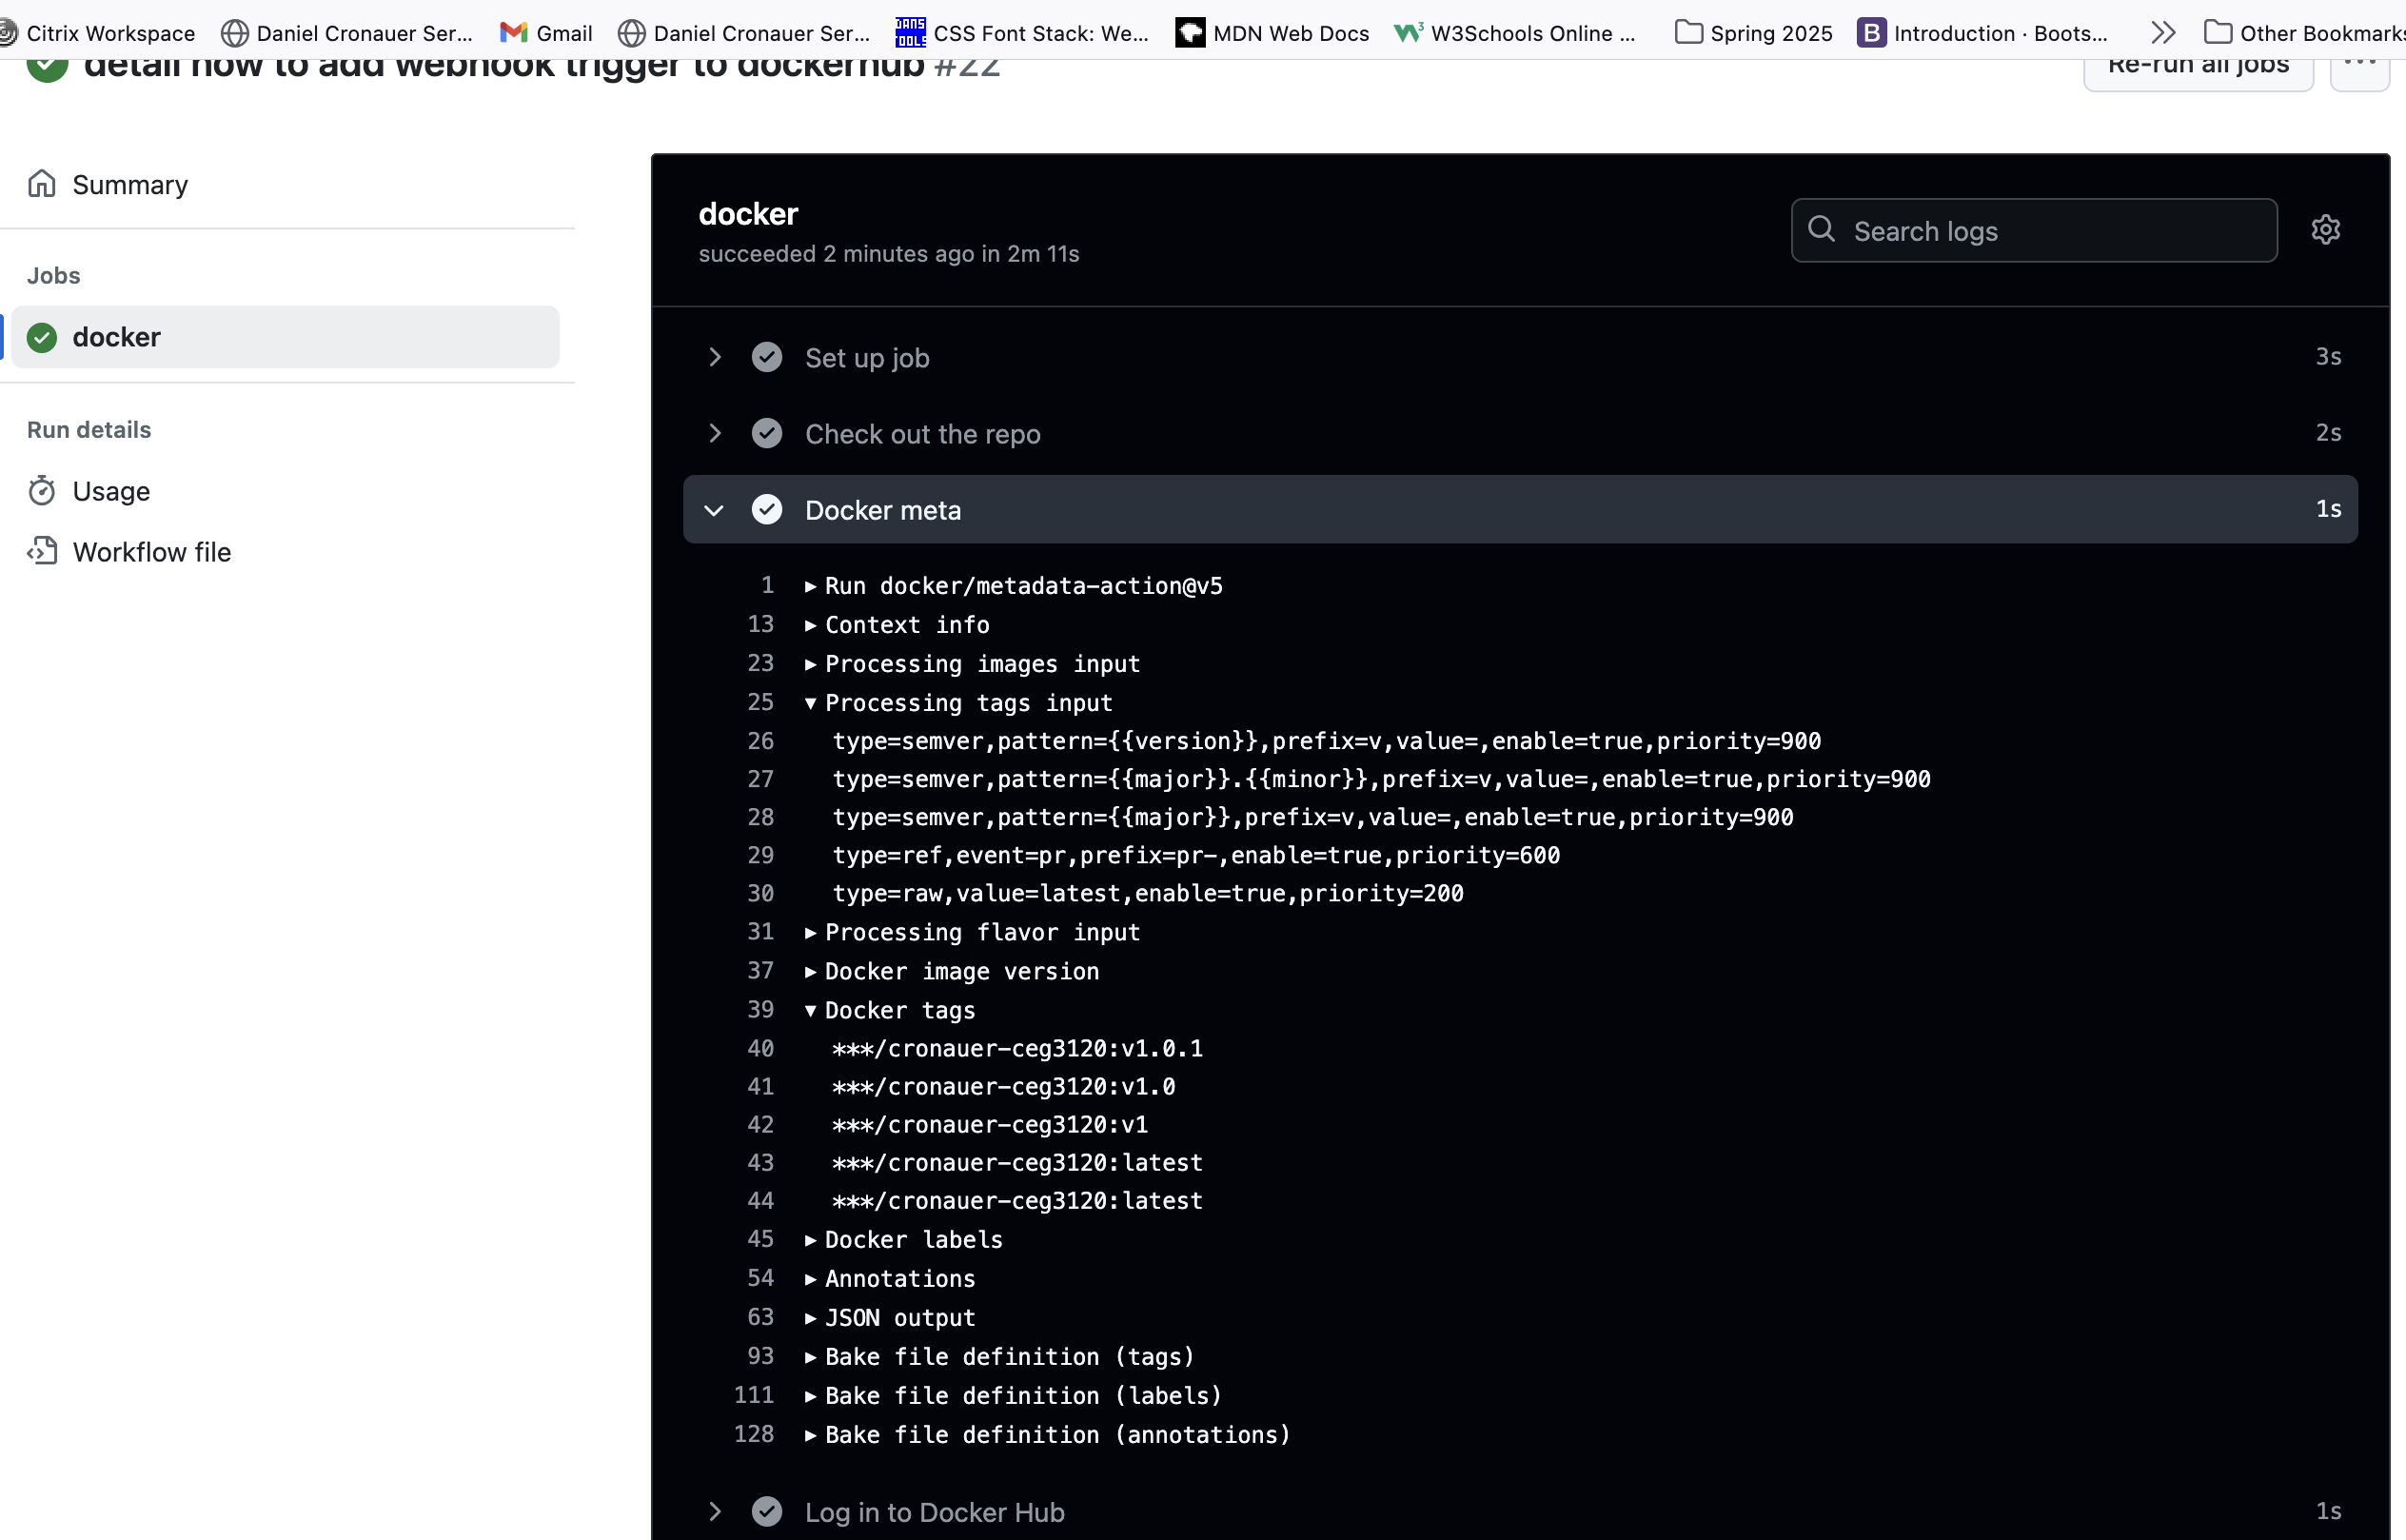 Citrix Workspace Daniel Cronauer Ser... Gmail Daniel Cronauer Ser... DANS TOOLS CSS Font Stack: We... MDN Web Docs W3Schools Online ... Spring 2025 B Introduction · Boots... Other Bookmarks
detail how to add webhook trigger to dockerhub #22
Re-run all jobs
Summary
Jobs
docker
Run details
Usage
Workflow file
docker
succeeded 2 minutes ago in 2m 11s
Search logs
Set up job 3s
Check out the repo 2s
Docker meta 1s
1 ▶ Run docker/metadata-action@v5
13 ▶ Context info
23 ▶ Processing images input
25 ▼ Processing tags input
26 type=semver,pattern={{version}},prefix=v,value=,enable=true,priority=900
27 type=semver,pattern={{major}}.{{minor}},prefix=v,value=,enable=true,priority=900
28 type=semver,pattern={{major}},prefix=v,value=,enable=true,priority=900
29 type=ref,event=pr,prefix=pr-,enable=true,priority=600
30 type=raw,value=latest,enable=true,priority=200
31 ▶ Processing flavor input
37 ▶ Docker image version
39 ▼ Docker tags
40 ***/cronauer-ceg3120:v1.0.1
41 ***/cronauer-ceg3120:v1.0
42 ***/cronauer-ceg3120:v1
43 ***/cronauer-ceg3120:latest
44 ***/cronauer-ceg3120:latest
45 ▶ Docker labels
54 ▶ Annotations
63 ▶ JSON output
93 ▶ Bake file definition (tags)
111 ▶ Bake file definition (labels)
128 ▶ Bake file definition (annotations)
Log in to Docker Hub 1s